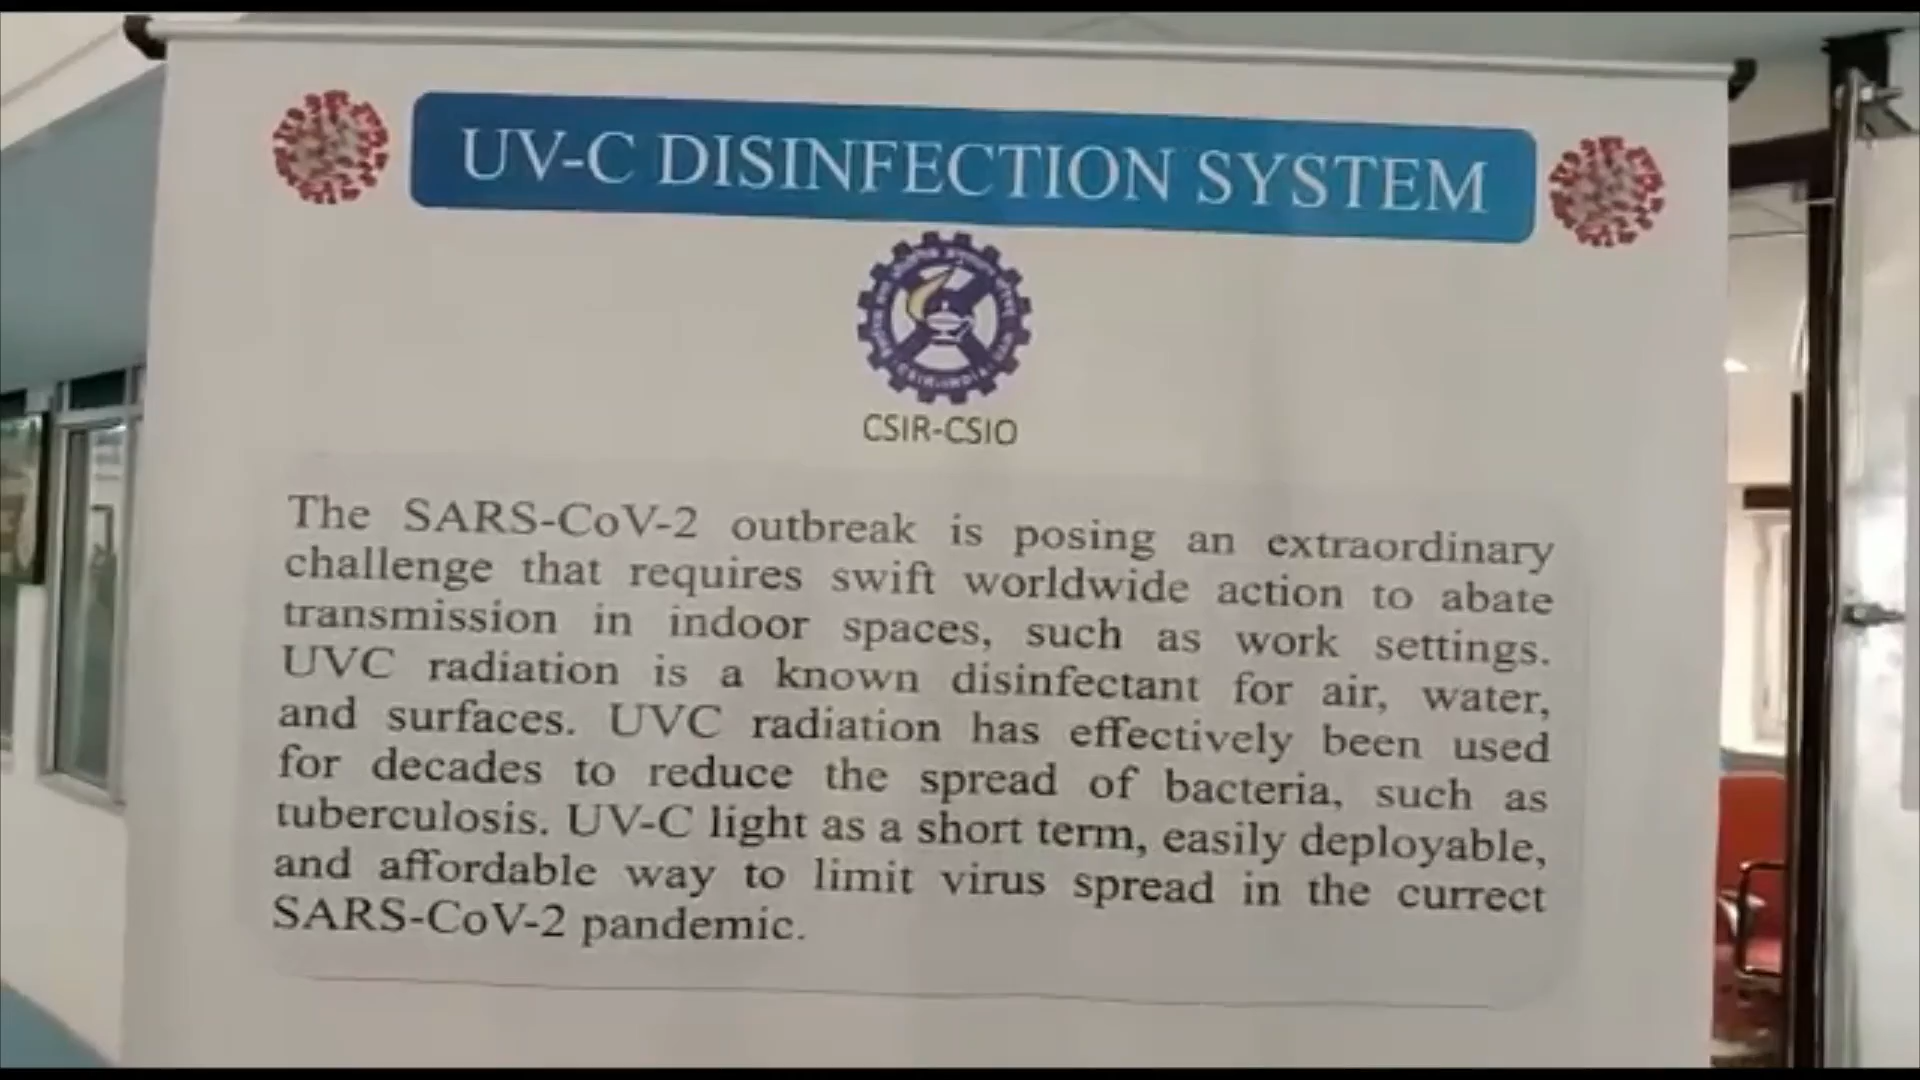 UV-C DISINFECTION SYSTEM
CSIR-INDIA
CSIR-CSIO
The SARS-CoV-2 outbreak is posing an extraordinary
challenge that requires swift worldwide action to abate
transmission in indoor spaces, such as work settings.
UVC radiation is a known disinfectant for air, water,
and surfaces. UVC radiation has effectively been used
for decades to reduce the spread of bacteria, such as
tuberculosis. UV-C light as a short term, easily deployable,
and affordable way to limit virus spread in the currect
SARS-CoV-2 pandemic.